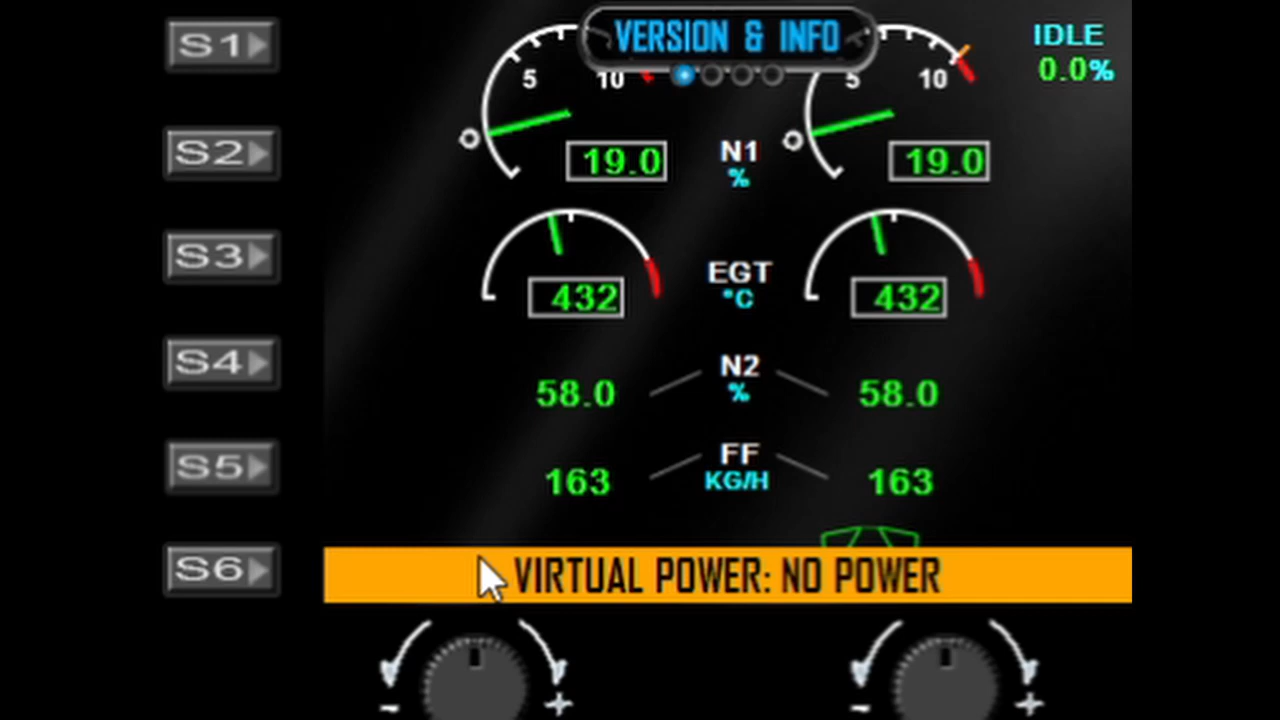 VERSION & INFO
S1
5 10
5 10
IDLE
0.0%
S2
19.0
N1
%
19.0
S3
432
EGT
°C
432
S4
58.0
N2
%
58.0
S5
163
FF
KG/H
163
S6
VIRTUAL POWER: NO POWER
- +
- +